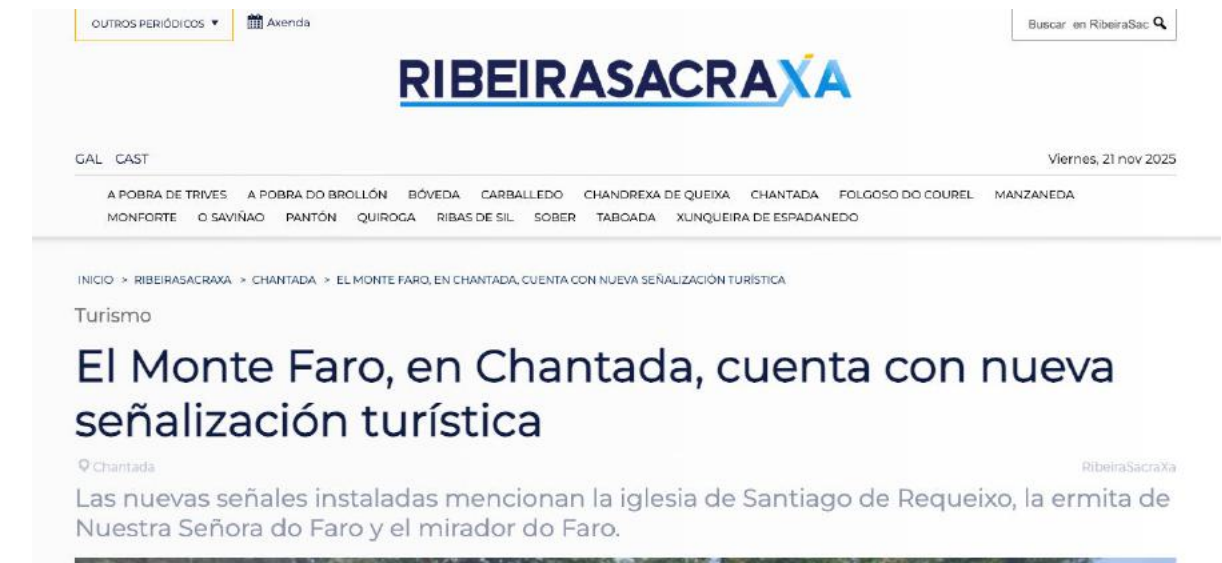 OUTROS PERIÓDICOS ▼ Axenda Buscar en RibeiraSac
RIBEIRASACRAXA
GAL CAST Viernes, 21 nov 2025
A POBRA DE TRIVES A POBRA DO BROLLÓN BÓVEDA CARBALLEDO CHANDREXA DE QUEIXA CHANTADA FOLGOSO DO COUREL MANZANEDA
MONFORTE O SAVIÑAO PANTÓN QUIROGA RIBAS DE SIL SOBER TABOADA XUNQUEIRA DE ESPADANEDO
INICIO > RIBEIRASACRAXA > CHANTADA > EL MONTE FARO, EN CHANTADA, CUENTA CON NUEVA SEÑALIZACIÓN TURÍSTICA
Turismo
El Monte Faro, en Chantada, cuenta con nueva
señalización turística
Chantada RibeiraSacraXa
Las nuevas señales instaladas mencionan la iglesia de Santiago de Requeixo, la ermita de
Nuestra Señora do Faro y el mirador do Faro.